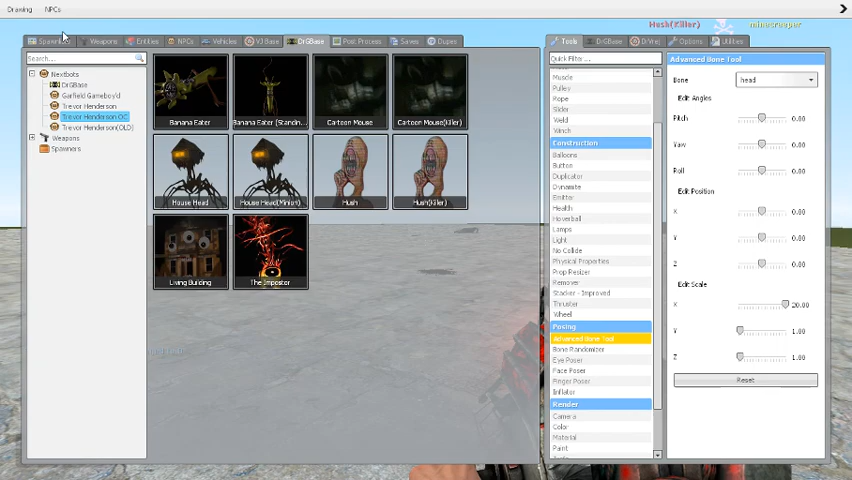 Drawing NPCs
Hush(Killer) minecreeper
Weapons Entities NPCs Vehicles VJ Base DrGBase Post Process Saves Dupes
Search...
Nextbots
DrGBase
Garfield Gameboy'd
Trevor Henderson
Trevor Henderson OC
Trevor Henderson(OLD)
Weapons
Spawners
Banana Eater
Banana Eater (Standin...
Cartoon Mouse
Cartoon Mouse(Killer)
House Head
House Head(Minion)
Hush
Hush(Killer)
Living Building
The Impostor
Tools DrGBase Options Utilities
Quick Filter...
Muscle
Pulley
Rope
Slider
Weld
Winch
Construction
Balloons
Button
Duplicator
Dynamite
Emitter
Health
Hoverball
Lamps
Light
No Collide
Physical Properties
Prop Resizer
Remover
Stacker - Improved
Thruster
Wheel
Posing
Advanced Bone Tool
Bone Randomizer
Eye Poser
Face Poser
Finger Poser
Inflator
Render
Camera
Color
Material
Paint
Advanced Bone Tool
Bone head
Edit Angles
Pitch 0.00
Yaw 0.00
Roll 0.00
Edit Position
X 0.00
Y 0.00
Z 0.00
Edit Scale
X 20.00
Y 1.00
Z 1.00
Reset